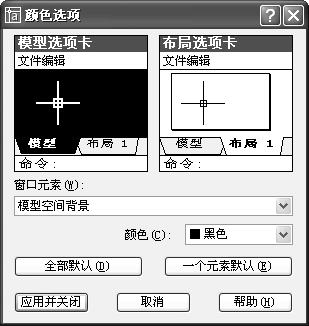 颜色选项
模型选项卡
布局选项卡
文件编辑
文件编辑
模型
布局 1
模型
布局 1
命令:
命令:
窗口元素(W):
模型空间背景
颜色(C):
黑色
全部默认(D)
一个元素默认(E)
应用并关闭
取消
帮助(H)